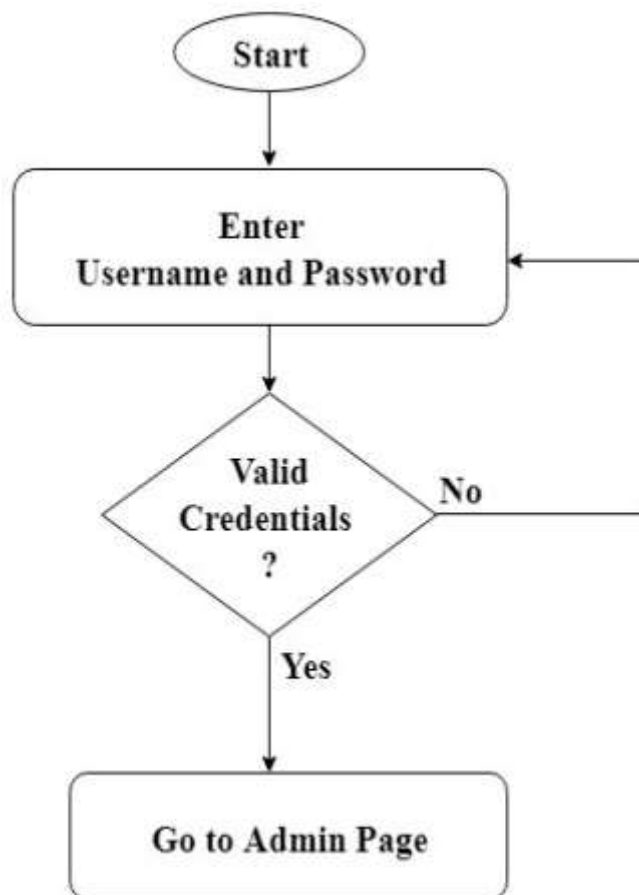 Start
Enter
Username and Password
Valid
Credentials
?
No
Yes
Go to Admin Page